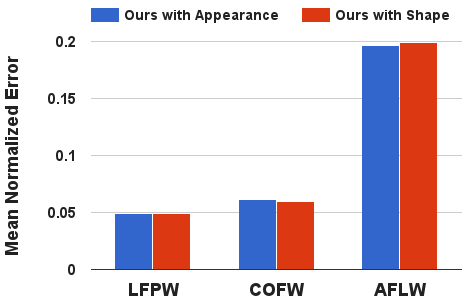 Ours with Appearance
Ours with Shape
Mean Normalized Error
0.2
0.15
0.1
0.05
0
LFPW
COFW
AFLW